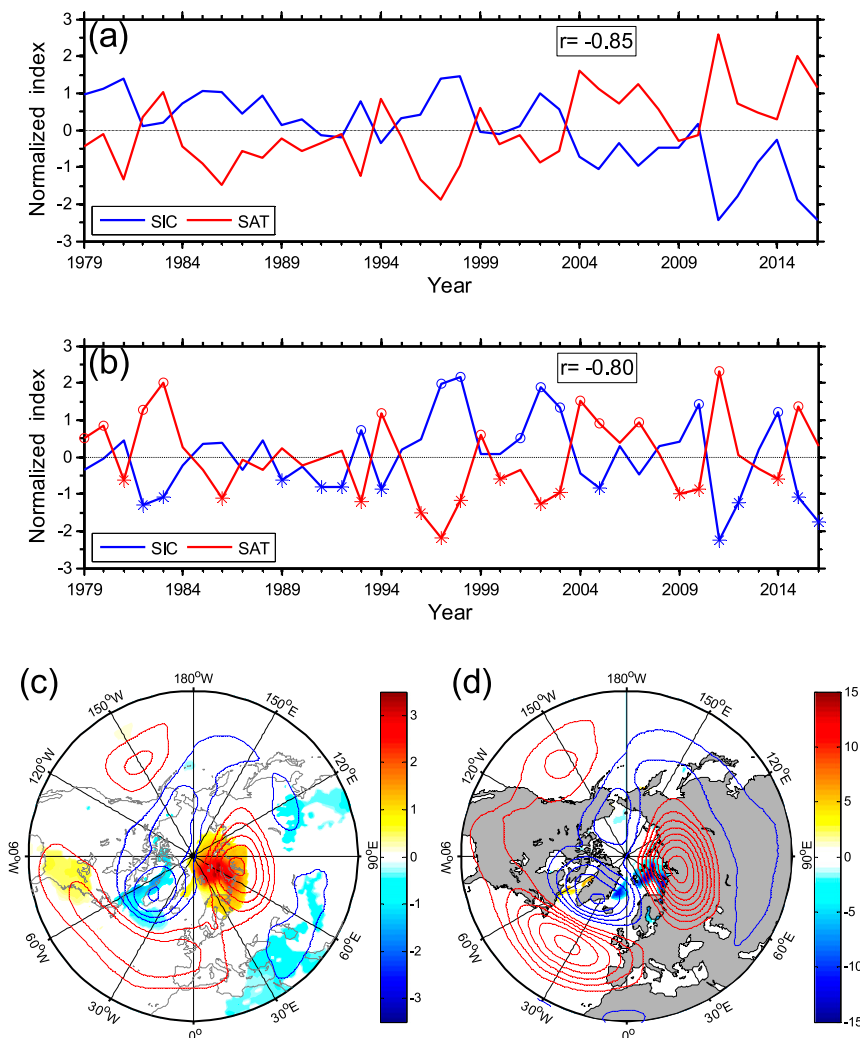 (a)
r= -0.85
3
2
1
0
-1
-2
-3
Normalized index
SIC SAT
1979 1984 1989 1994 1999 2004 2009 2014
Year
(b)
r= -0.80
3
2
1
0
-1
-2
-3
Normalized index
SIC SAT
1979 1984 1989 1994 1999 2004 2009 2014
Year
(c)
180°W
150°W
150°E
120°W
120°E
90°W
90°E
60°W
60°E
30°W
30°E
0°
3
2
1
0
-1
-2
-3
(d)
180°W
150°W
150°E
120°W
120°E
90°W
90°E
60°W
60°E
30°W
30°E
0°
15
10
5
0
-5
-10
-15